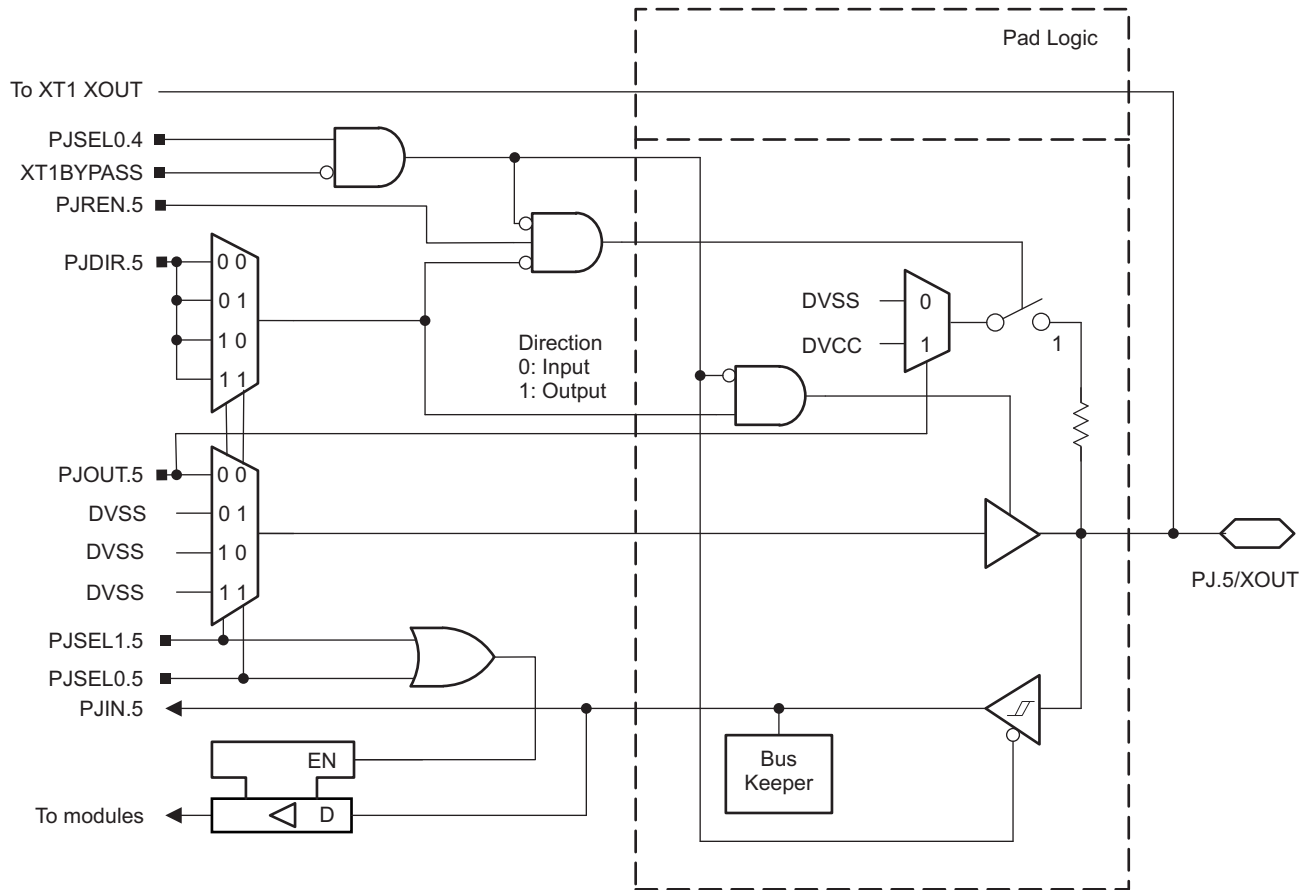 Pad Logic
To XT1 XOUT
PJSEL0.4
XT1BYPASS
PJREN.5
PJDIR.5
0 0
0 1
1 0
1 1
Direction
0: Input
1: Output
DVSS
0
DVCC
1
1
PJOUT.5
0 0
DVSS
0 1
DVSS
1 0
DVSS
1 1
PJ.5/XOUT
PJSEL1.5
PJSEL0.5
PJIN.5
EN
Bus
Keeper
To modules
D